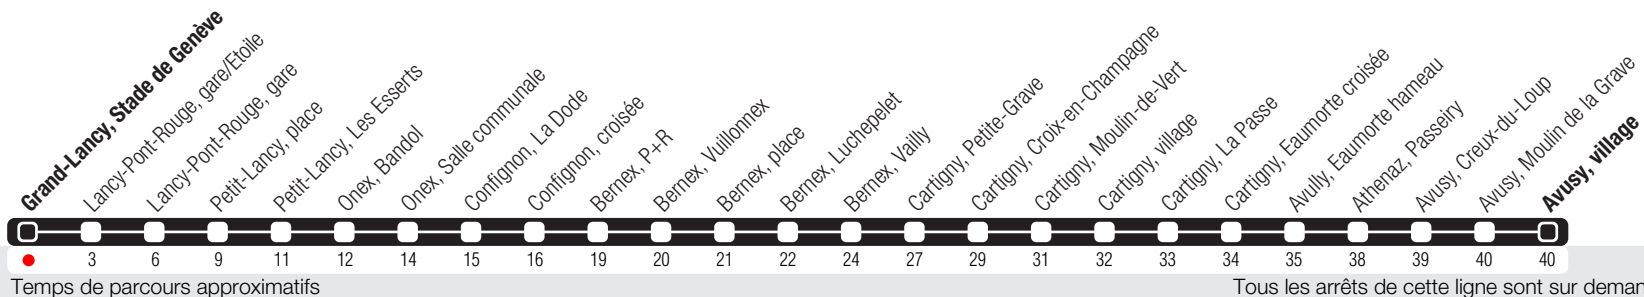 Grand-Lancy, Stade de Genève
Lancy-Pont-Rouge, gare/Etoile
Lancy-Pont-Rouge, gare
Petit-Lancy, place
Petit-Lancy, Les Esserts
Onex, Bandol
Onex, Salle communale
Confignon, La Dode
Confignon, croisée
Bernex, P+R
Bernex, Vuillonnex
Bernex, place
Bernex, Luchepelet
Bernex, Vailly
Cartigny, Petite-Grave
Cartigny, Croix-en-Champagne
Cartigny, Moulin-de-Vert
Cartigny, village
Cartigny, La Passe
Cartigny, Eaumorte croisée
Avully, Eaumorte hameau
Athenaz, Passeiry
Avusy, Creux-du-Loup
Avusy, Moulin de la Grave
Avusy, village
3 6 9 11 12 14 15 16 19 20 21 22 24 27 29 31 32 33 34 35 38 39 40 40
Temps de parcours approximatifs
Tous les arrêts de cette ligne sont sur deman